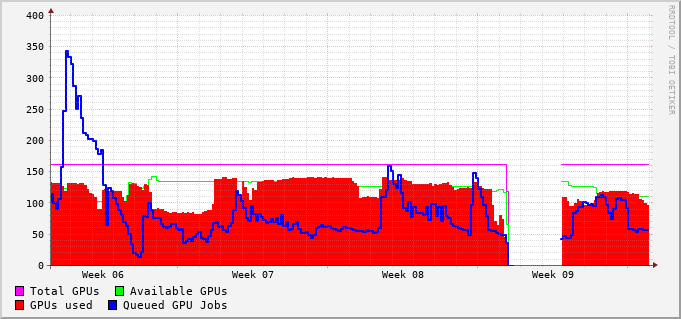 400
350
300
250
200
150
100
50
0
Week 06 Week 07 Week 08 Week 09
Total GPUs Available GPUs
GPUs used Queued GPU Jobs
RRDTOOL / TOBI OETIKER